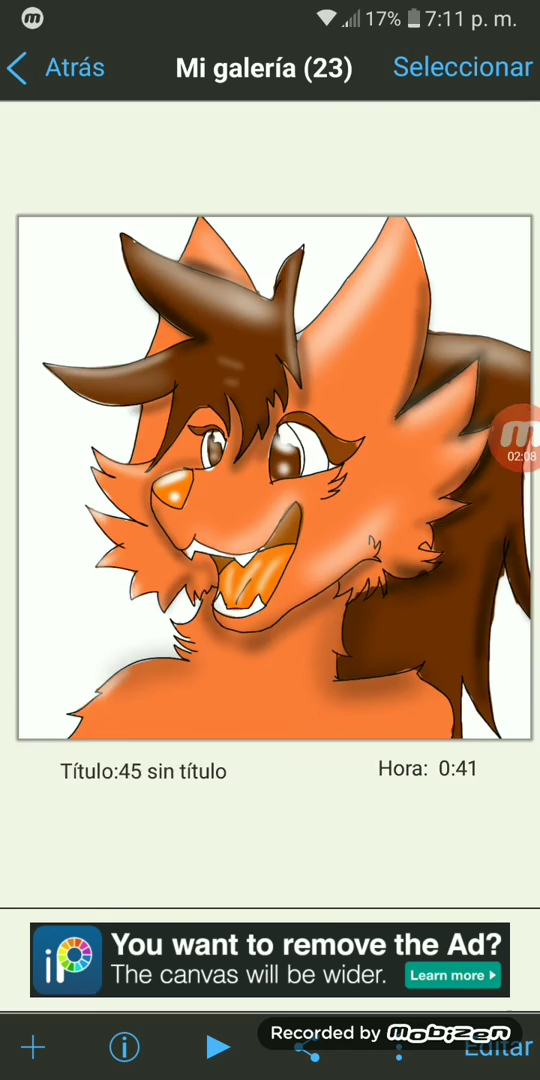 17% 7:11 p. m.
Atrás Mi galería (23) Seleccionar
02:08
Título:45 sin título Hora: 0:41
iP You want to remove the Ad?
The canvas will be wider. Learn more
Recorded by mobizen
Editar